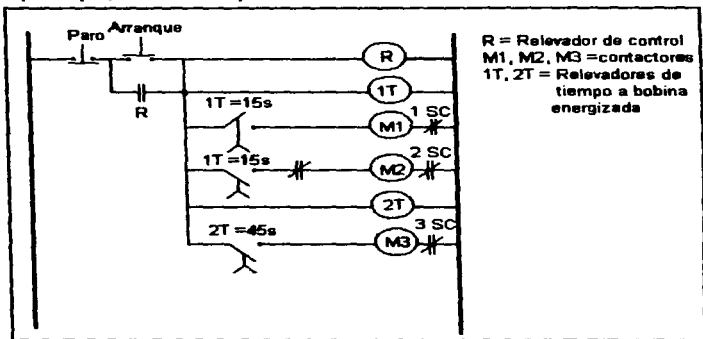 Paro
Arranque
R
R
1T
1T =15s
M1
1 SC
1T =15s
M2
2 SC
2T
2T =45s
M3
3 SC
R = Relevador de control
M1, M2, M3 =contactores
1T, 2T = Relevadores de
tiempo a bobina
energizada